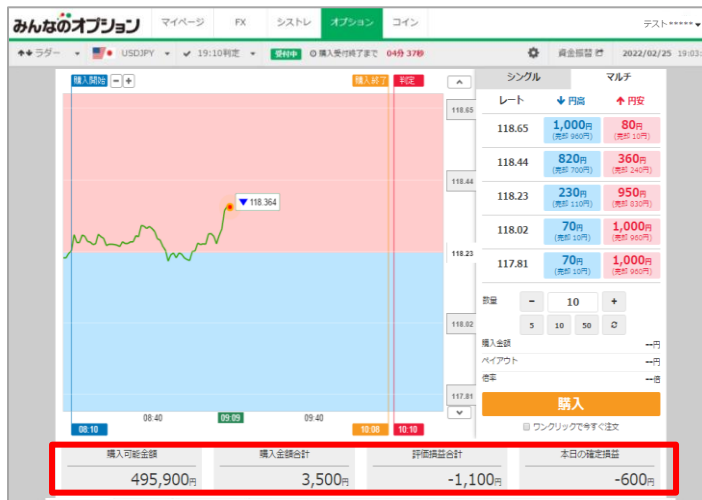 みんなのオプション マイページ FX シストレ オプション コイン テスト*****▼
ラダー USDJPY 19:10判定 受付中 購入受付終了まで 04分 37秒 資金振替 2022/02/25 19:03:
購入開始 − + 購入終了 判定
シングル マルチ
レート 円高 円安
118.65 118.65 1,000円 80円
(売却 960円) (売却 10円)
118.44 118.44 820円 360円
(売却 700円) (売却 240円)
▼ 118.364
118.23 118.23 230円 950円
(売却 110円) (売却 830円)
118.02 118.02 70円 1,000円
(売却 10円) (売却 960円)
117.81 117.81 70円 1,000円
(売却 10円) (売却 960円)
数量 − 10 +
5 10 50
購入金額 --円
ペイアウト --円
倍率 --倍
購入
ワンクリックで今すぐ注文
08:40 09:09 09:40
08:10 10:08 10:10
購入可能金額 購入金額合計 評価損益合計 本日の確定損益
495,900円 3,500円 -1,100円 -600円